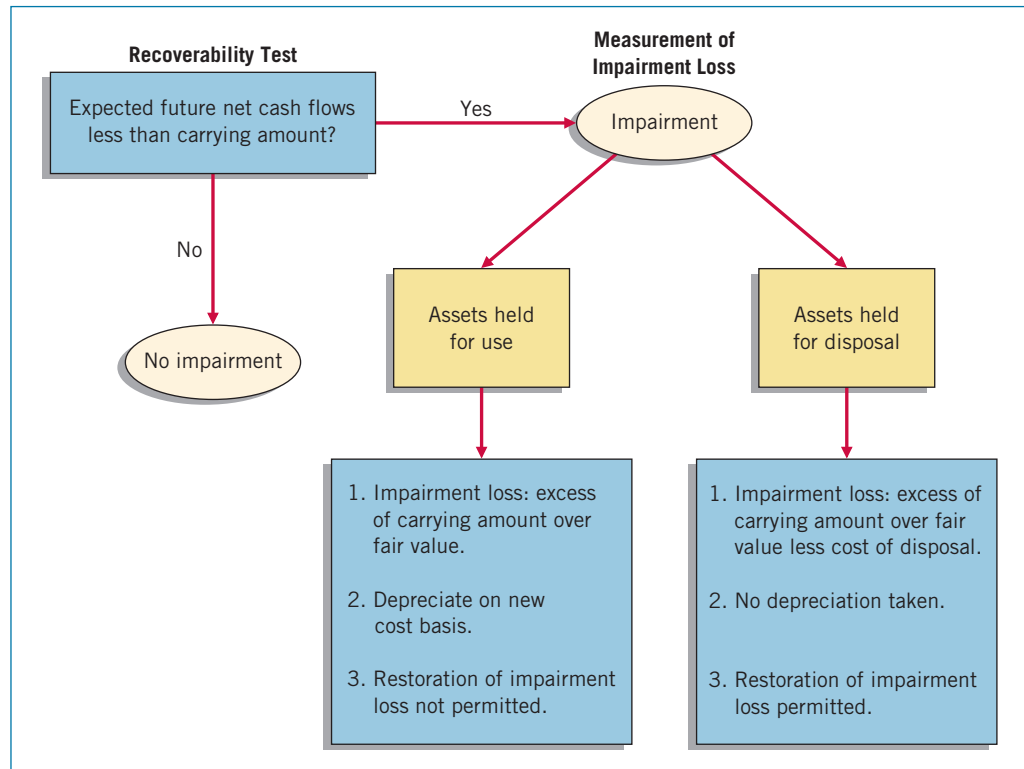 Recoverability Test
Expected future net cash flows
less than carrying amount?
Yes
Measurement of
Impairment Loss
Impairment
No
No impairment
Assets held
for use
Assets held
for disposal
1. Impairment loss: excess
of carrying amount over
fair value.
2. Depreciate on new
cost basis.
3. Restoration of impairment
loss not permitted.
1. Impairment loss: excess of
carrying amount over fair
value less cost of disposal.
2. No depreciation taken.
3. Restoration of impairment
loss permitted.